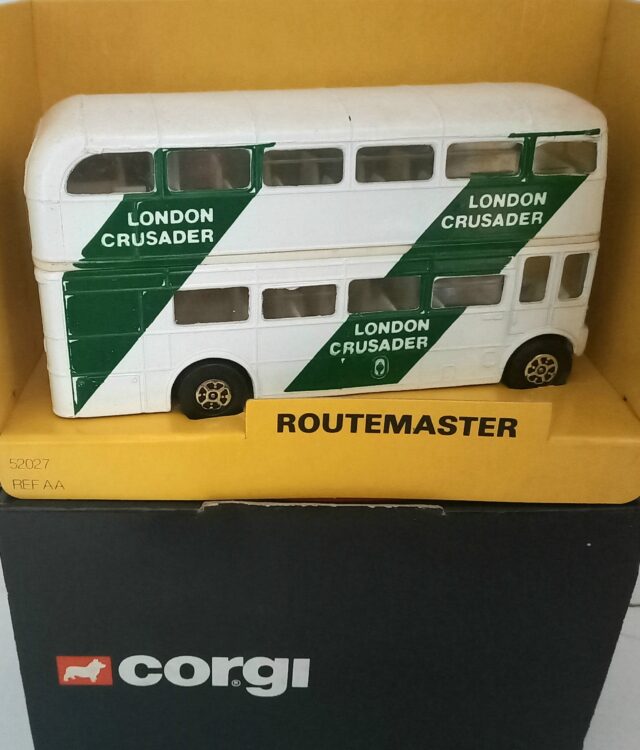 LONDON
CRUSADER
LONDON
CRUSADER
LONDON
CRUSADER
ROUTEMASTER
52027
REF AA
CORGI